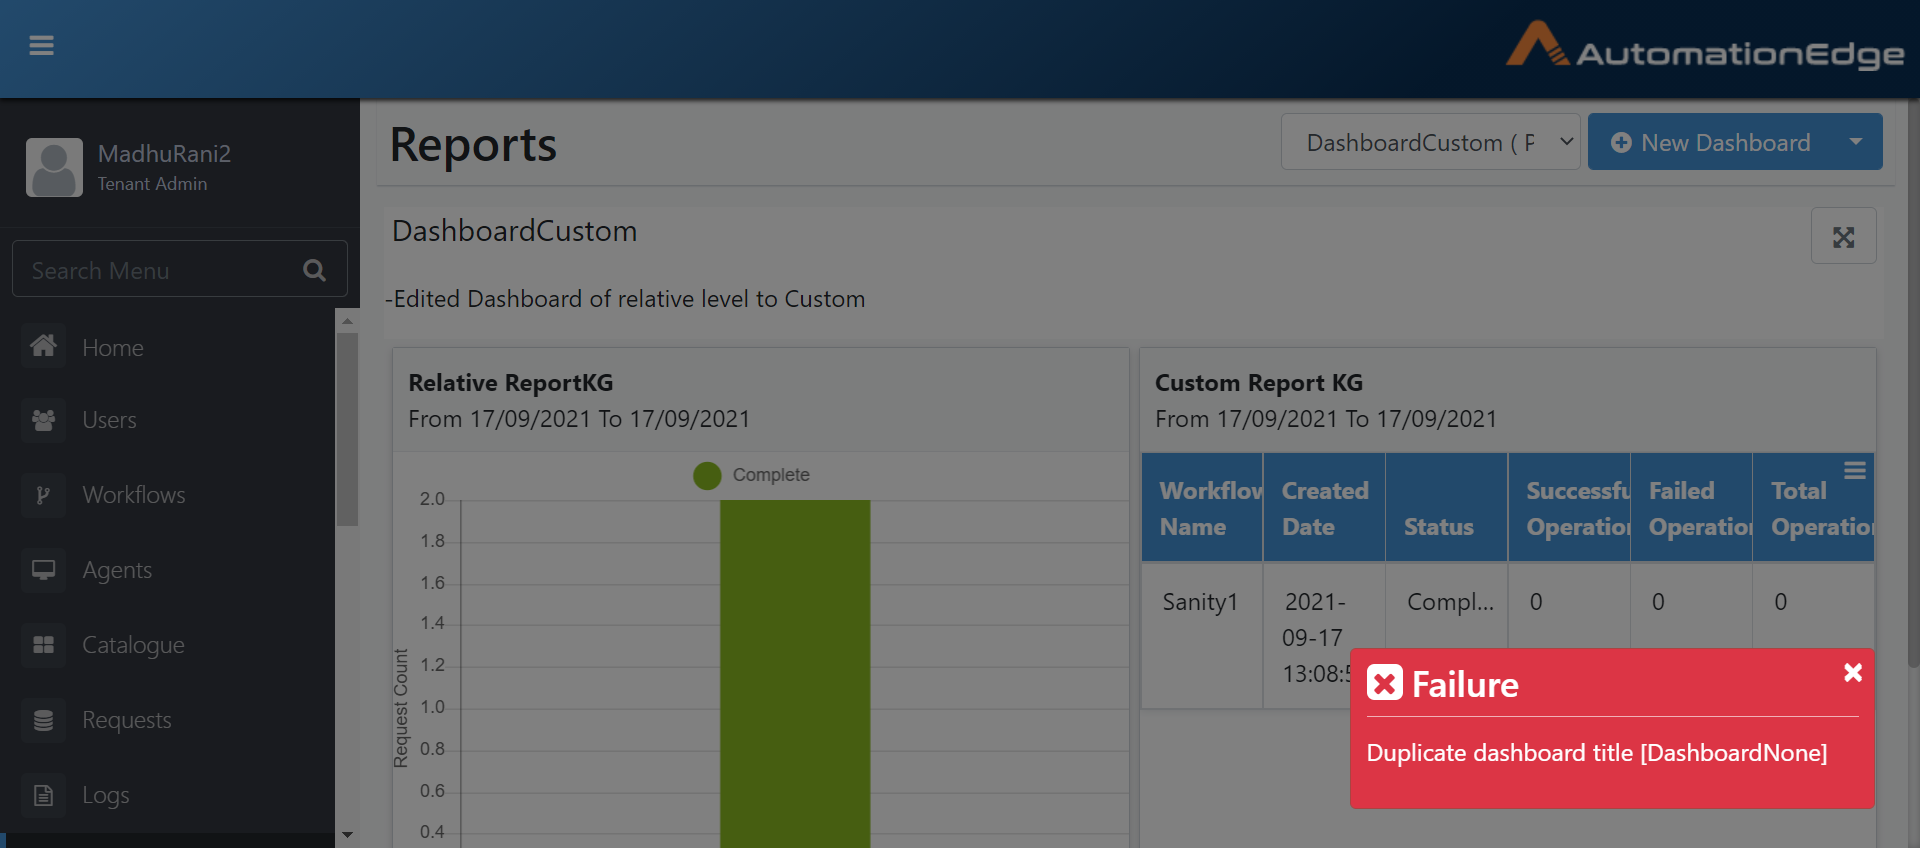 AutomationEdge
MadhuRani2
Tenant Admin
Search Menu
Home
Users
Workflows
Agents
Catalogue
Requests
Logs
Reports
DashboardCustom ( P
New Dashboard
DashboardCustom
-Edited Dashboard of relative level to Custom
Relative ReportKG
From 17/09/2021 To 17/09/2021
Complete
Request Count
2.0
1.8
1.6
1.4
1.2
1.0
0.8
0.6
0.4
Custom Report KG
From 17/09/2021 To 17/09/2021
Workflow Name
Created Date
Status
Successfu Operation
Failed Operation
Total Operation
Sanity1
2021-
09-17
13:08:5
Compl...
0
0
0
Failure
Duplicate dashboard title [DashboardNone]